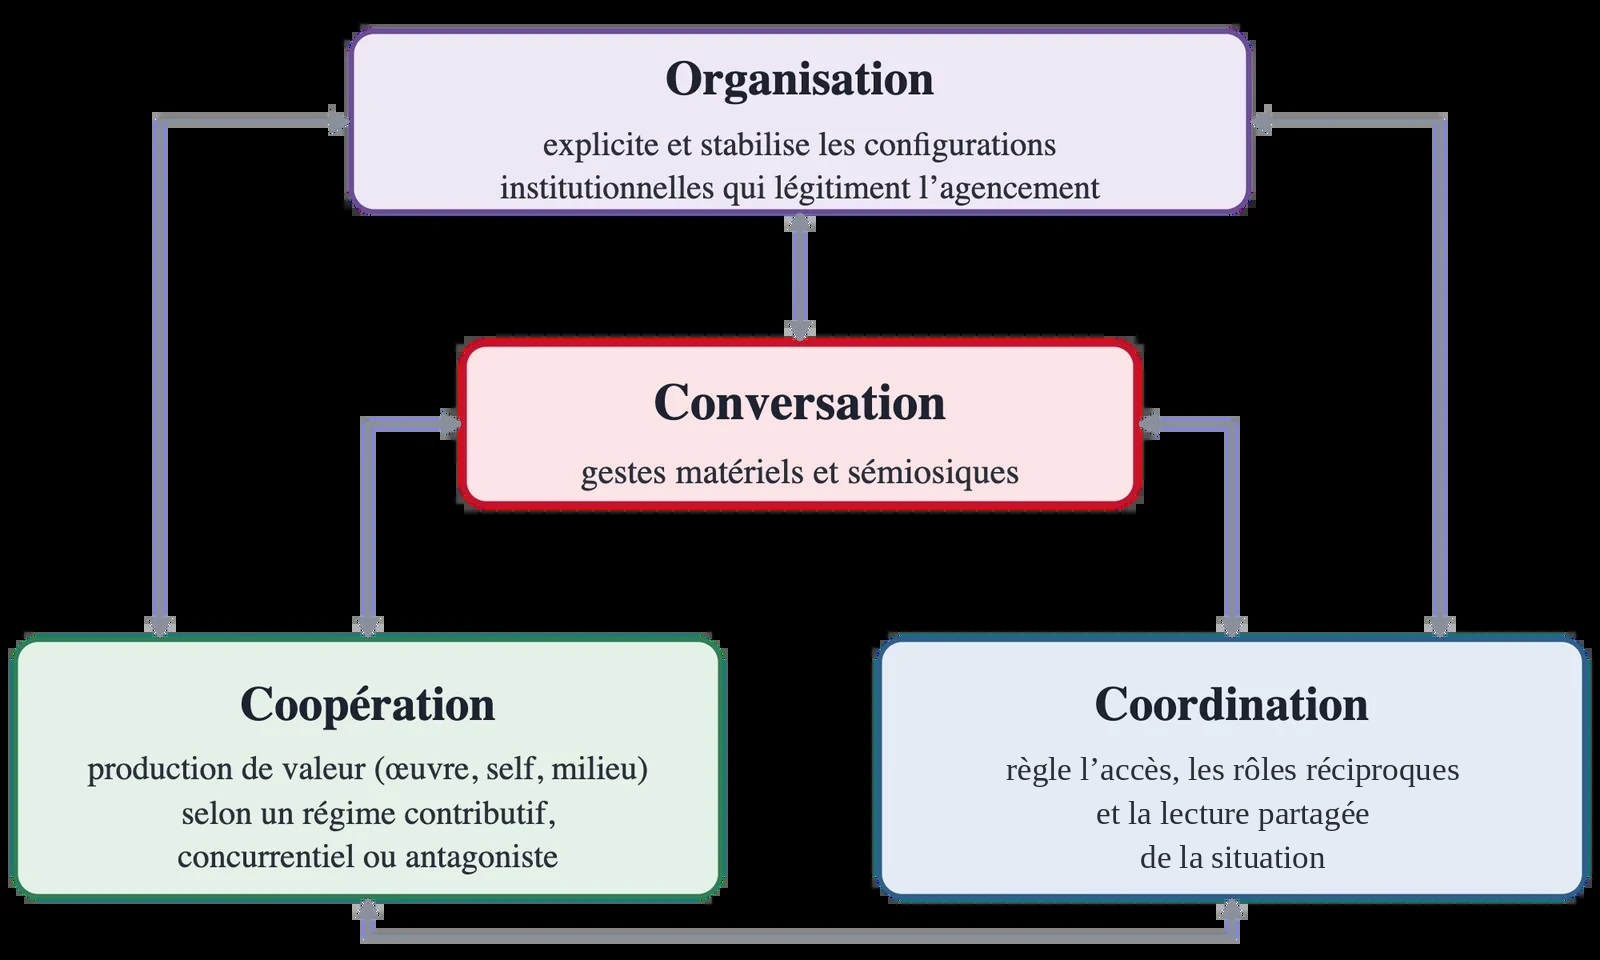 Organisation
explicite et stabilise les configurations
institutionnelles qui légitiment l’agencement
Conversation
gestes matériels et sémiosiques
Coopération
production de valeur (œuvre, self, milieu)
selon un régime contributif,
concurrentiel ou antagoniste
Coordination
règle l’accès, les rôles réciproques
et la lecture partagée
de la situation